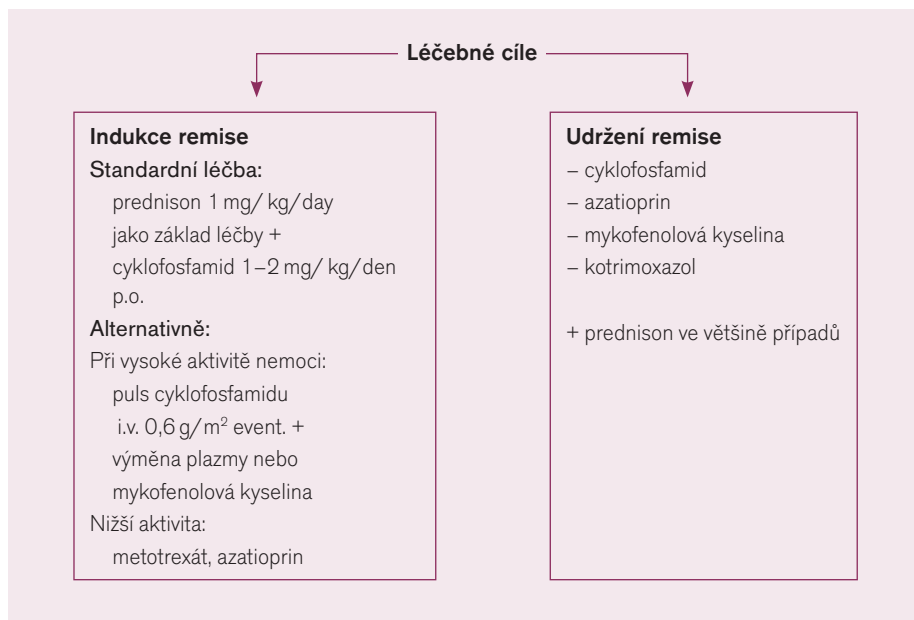 Léčebné cíle
Indukce remise
Standardní léčba:
prednison 1 mg/ kg/day
jako základ léčby +
cyklofosfamid 1–2 mg/ kg/den
p.o.
Alternativně:
Při vysoké aktivitě nemoci:
puls cyklofosfamidu
i.v. 0,6 g/m² event. +
výměna plazmy nebo
mykofenolová kyselina
Nižší aktivita:
metotrexát, azatioprin
Udržení remise
– cyklofosfamid
– azatioprin
– mykofenolová kyselina
– kotrimoxazol
+ prednison ve většině případů